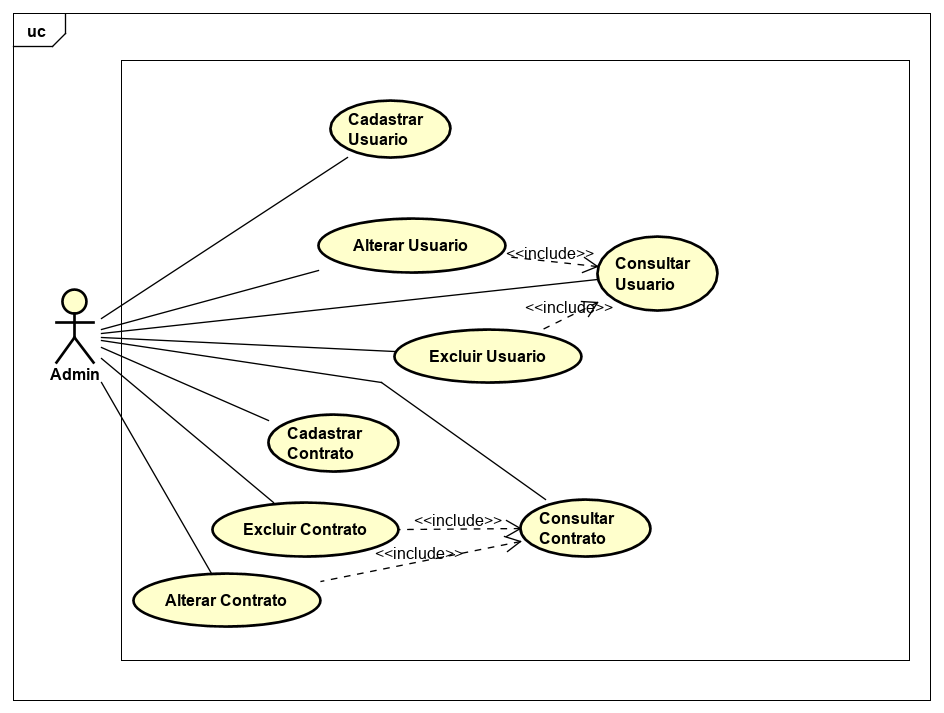 uc
Cadastrar
Usuario
Alterar Usuario
<<include>>
Consultar
Usuario
<<include>>
Excluir Usuario
Admin
Cadastrar
Contrato
Excluir Contrato
<<include>>
Consultar
Contrato
<<include>>
Alterar Contrato